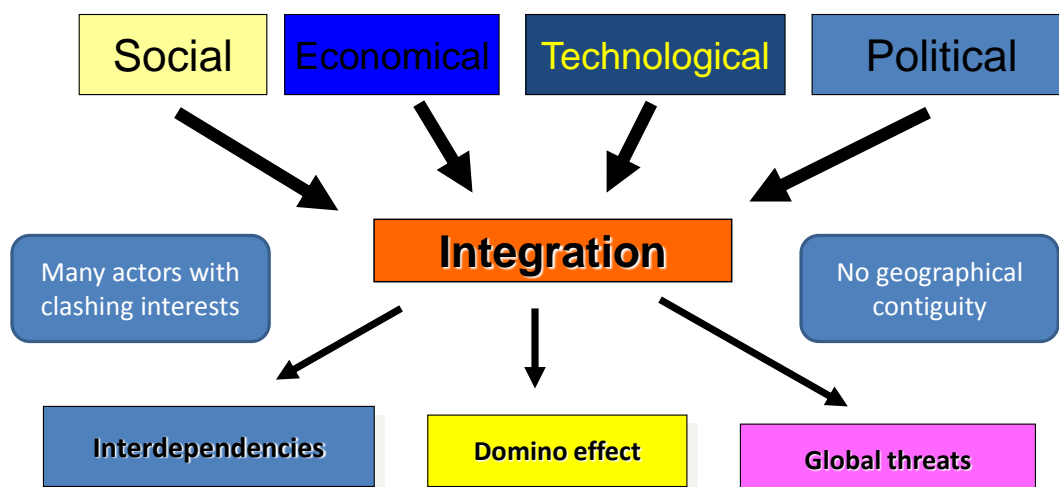 Social
Economical
Technological
Political
Integration
Many actors with
clashing interests
No geographical
contiguity
Interdependencies
Domino effect
Global threats